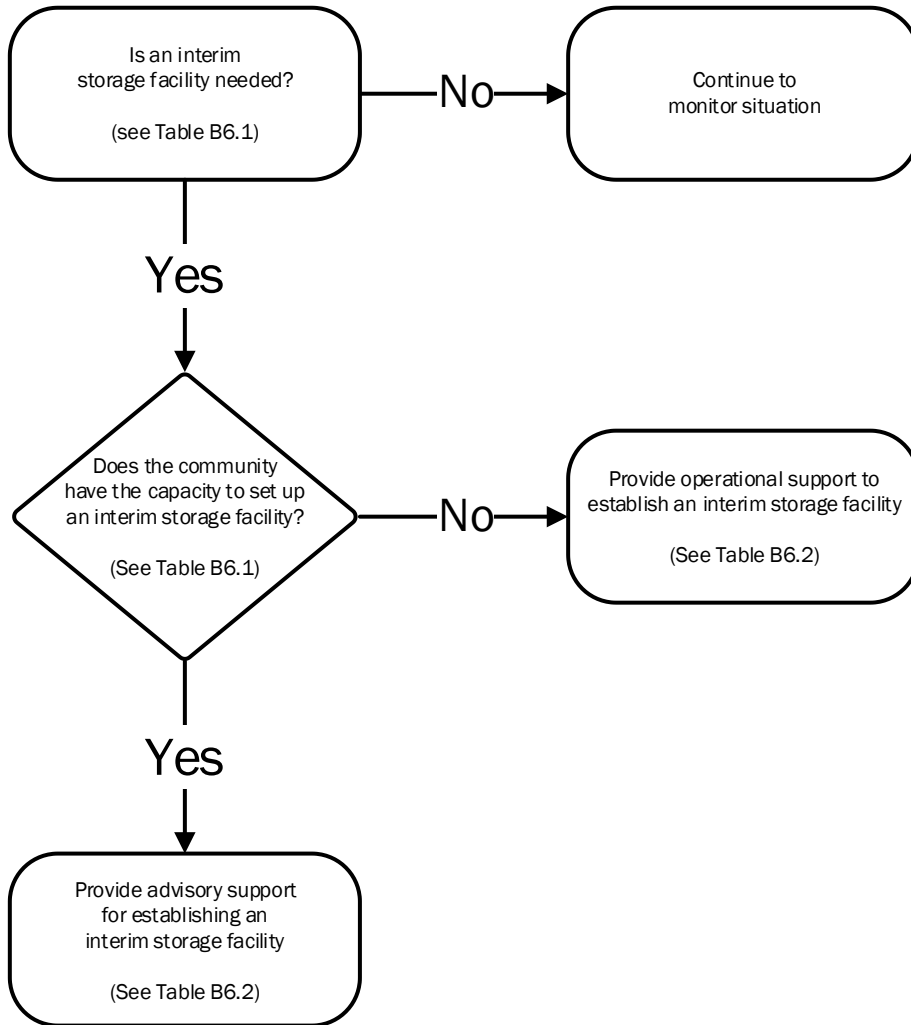 Is an interim
storage facility needed?
(see Table B6.1)
No
Continue to
monitor situation
Yes
Does the community
have the capacity to set up
an interim storage facility?
(See Table B6.1)
No
Provide operational support to
establish an interim storage facility
(See Table B6.2)
Yes
Provide advisory support
for establishing an
interim storage facility
(See Table B6.2)